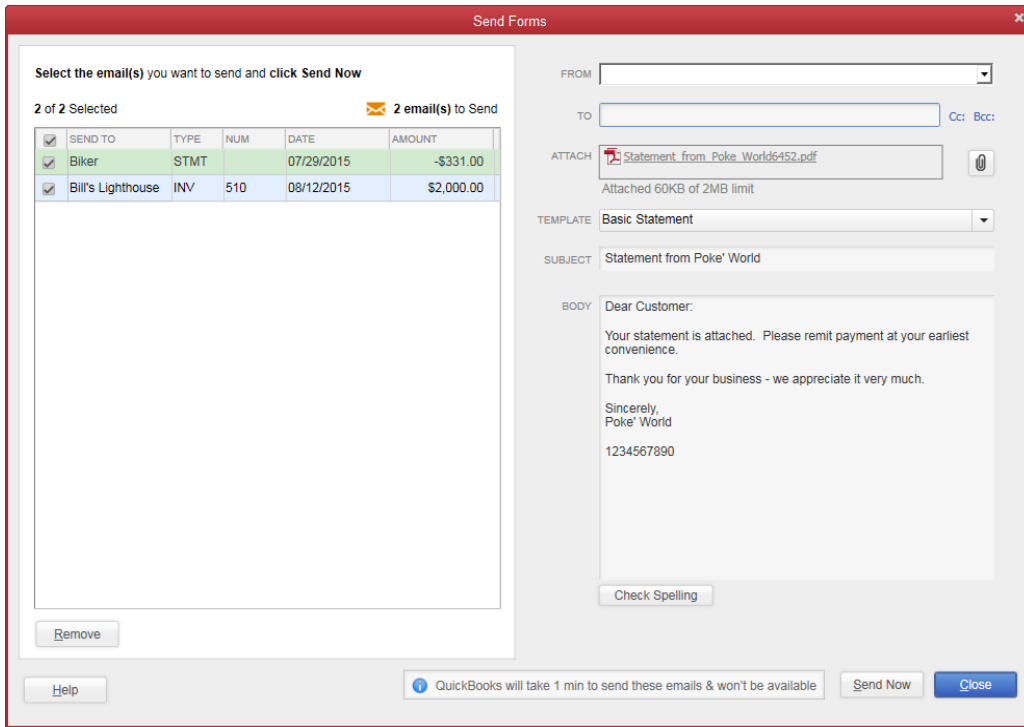 Send Forms
Select the email(s) you want to send and click Send Now
2 of 2 Selected
2 email(s) to Send
SEND TO TYPE NUM DATE AMOUNT
Biker STMT 07/29/2015 -$331.00
Bill's Lighthouse INV 510 08/12/2015 $2,000.00
Remove
FROM
TO
Cc: Bcc:
ATTACH
Statement_from_Poke_World6452.pdf
Attached 60KB of 2MB limit
TEMPLATE Basic Statement
SUBJECT Statement from Poke' World
BODY
Dear Customer:
Your statement is attached.  Please remit payment at your earliest
convenience.
Thank you for your business - we appreciate it very much.
Sincerely,
Poke' World
1234567890
Check Spelling
Help
QuickBooks will take 1 min to send these emails & won't be available
Send Now
Close